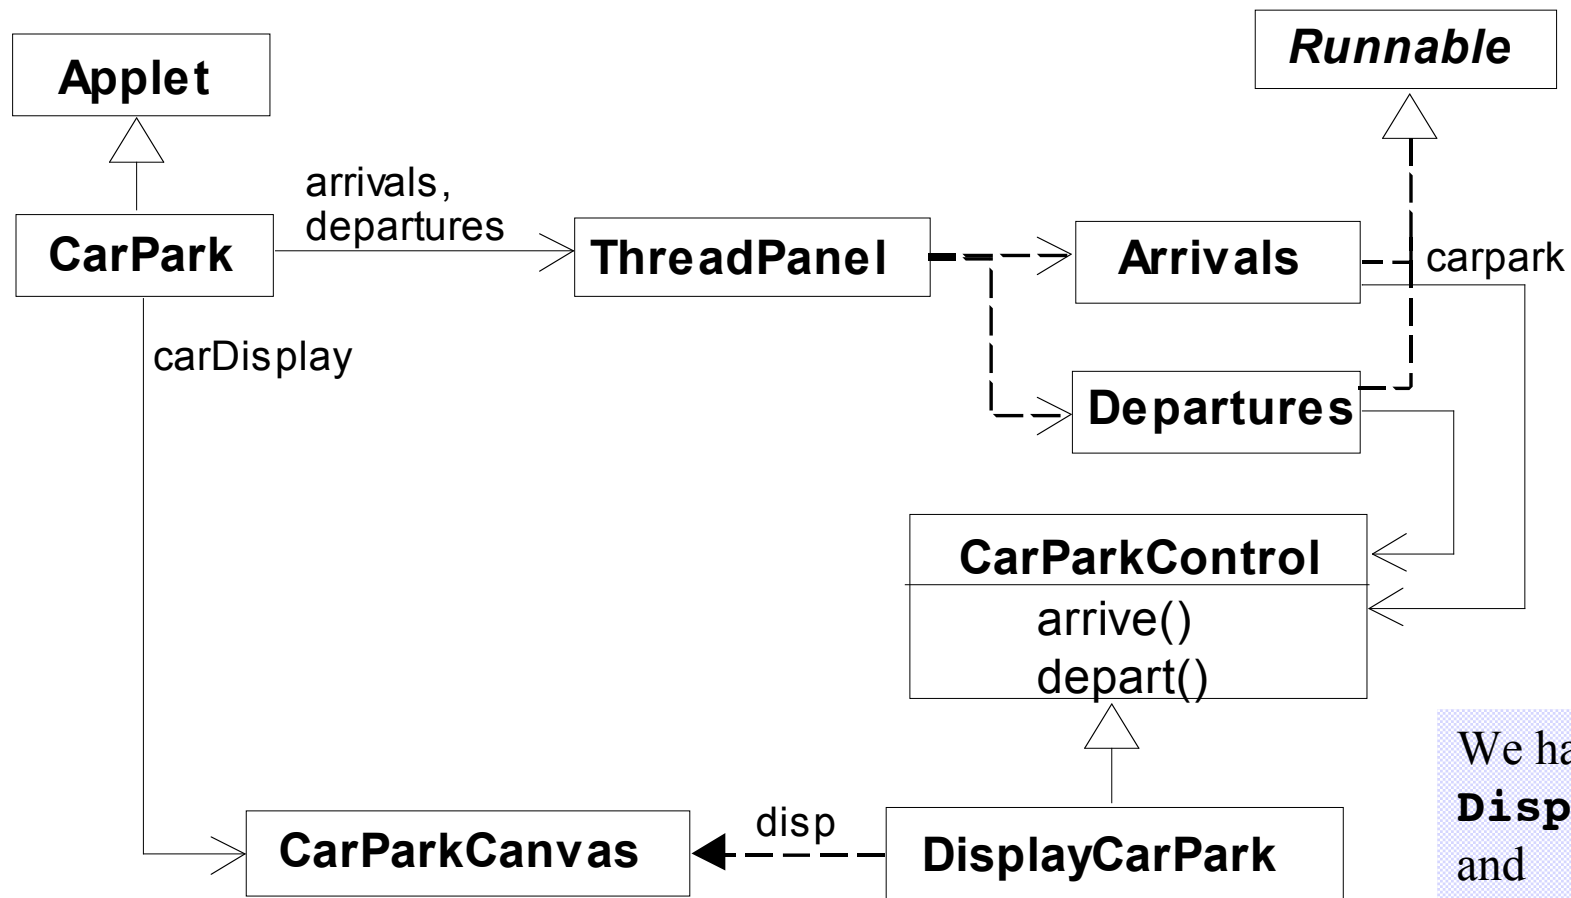 Applet
Runnable
arrivals,
departures
CarPark
ThreadPanel
Arrivals
carpark
carDisplay
Departures
CarParkControl
arrive()
depart()
We ha
Disp
and
disp
CarParkCanvas
DisplayCarPark